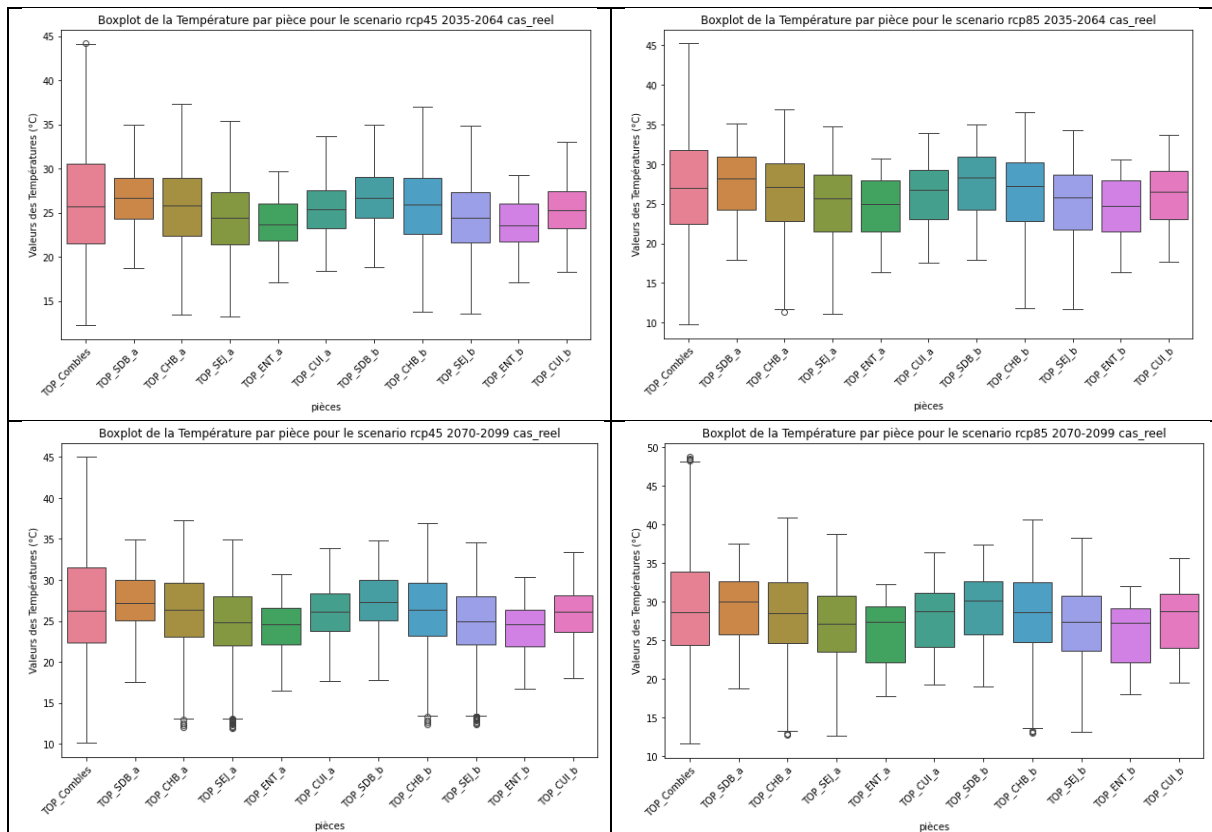 Boxplot de la Température par pièce pour le scenario rcp45 2035-2064 cas_reel
Valeurs des Températures (°C)
45
40
35
30
25
20
15
TOP_Combles
TOP_SDB_a
TOP_CHB_a
TOP_SEJ_a
TOP_ENT_a
TOP_CUI_a
TOP_SDB_b
TOP_CHB_b
TOP_SEJ_b
TOP_ENT_b
TOP_CUI_b
pièces
Boxplot de la Température par pièce pour le scenario rcp85 2035-2064 cas_reel
Valeurs des Températures (°C)
45
40
35
30
25
20
15
10
TOP_Combles
TOP_SDB_a
TOP_CHB_a
TOP_SEJ_a
TOP_ENT_a
TOP_CUI_a
TOP_SDB_b
TOP_CHB_b
TOP_SEJ_b
TOP_ENT_b
TOP_CUI_b
pièces
Boxplot de la Température par pièce pour le scenario rcp45 2070-2099 cas_reel
Valeurs des Températures (°C)
45
40
35
30
25
20
15
10
TOP_Combles
TOP_SDB_a
TOP_CHB_a
TOP_SEJ_a
TOP_ENT_a
TOP_CUI_a
TOP_SDB_b
TOP_CHB_b
TOP_SEJ_b
TOP_ENT_b
TOP_CUI_b
pièces
Boxplot de la Température par pièce pour le scenario rcp85 2070-2099 cas_reel
Valeurs des Températures (°C)
50
45
40
35
30
25
20
15
10
TOP_Combles
TOP_SDB_a
TOP_CHB_a
TOP_SEJ_a
TOP_ENT_a
TOP_CUI_a
TOP_SDB_b
TOP_CHB_b
TOP_SEJ_b
TOP_ENT_b
TOP_CUI_b
pièces